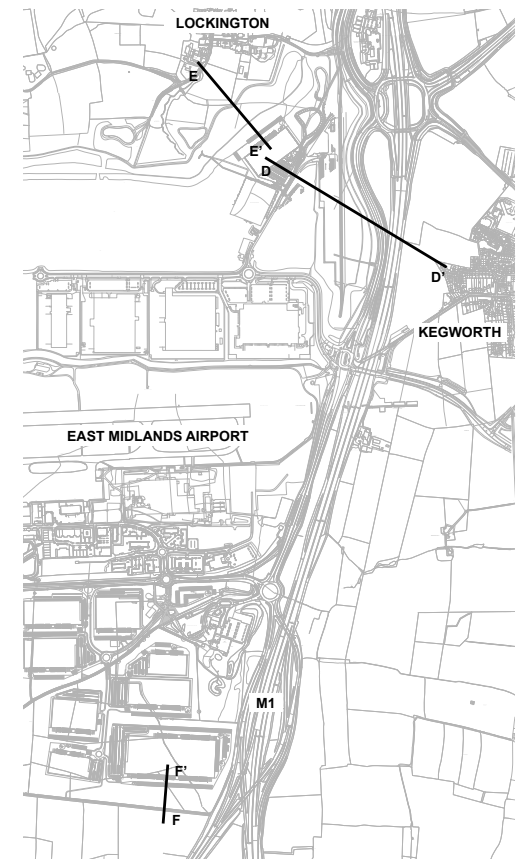 LOCKINGTON
E
E'
D
D'
KEGWORTH
EAST MIDLANDS AIRPORT
M1
F'
F